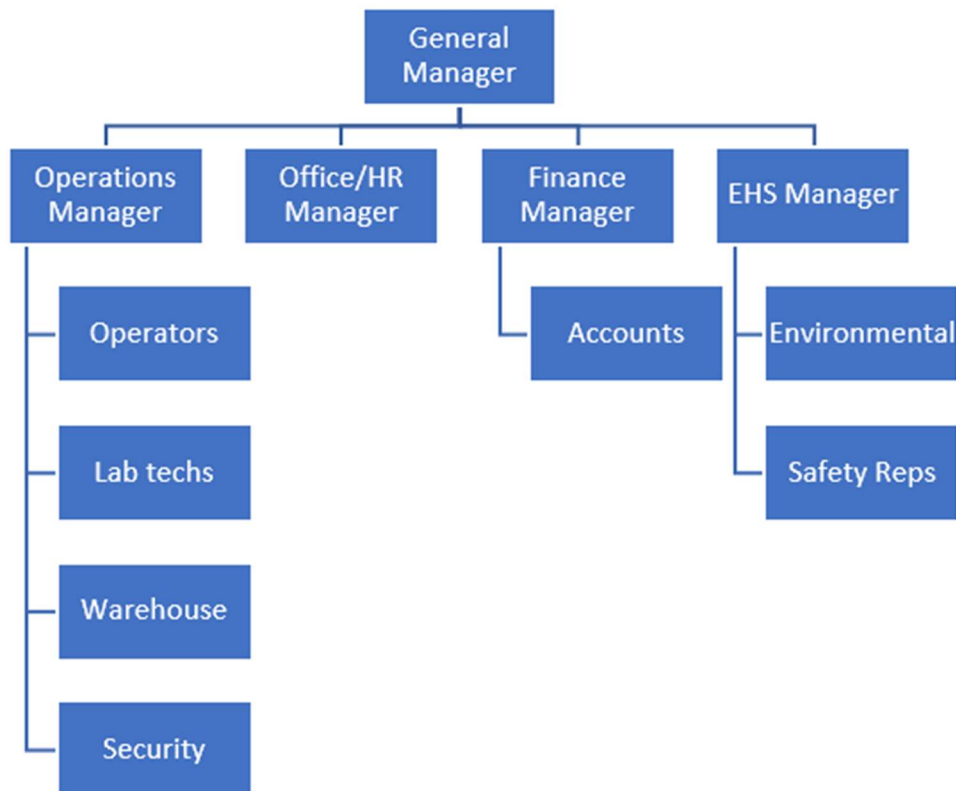 General
Manager
Operations
Manager
Office/HR
Manager
Finance
Manager
EHS Manager
Operators
Lab techs
Warehouse
Security
Accounts
Environmental
Safety Reps